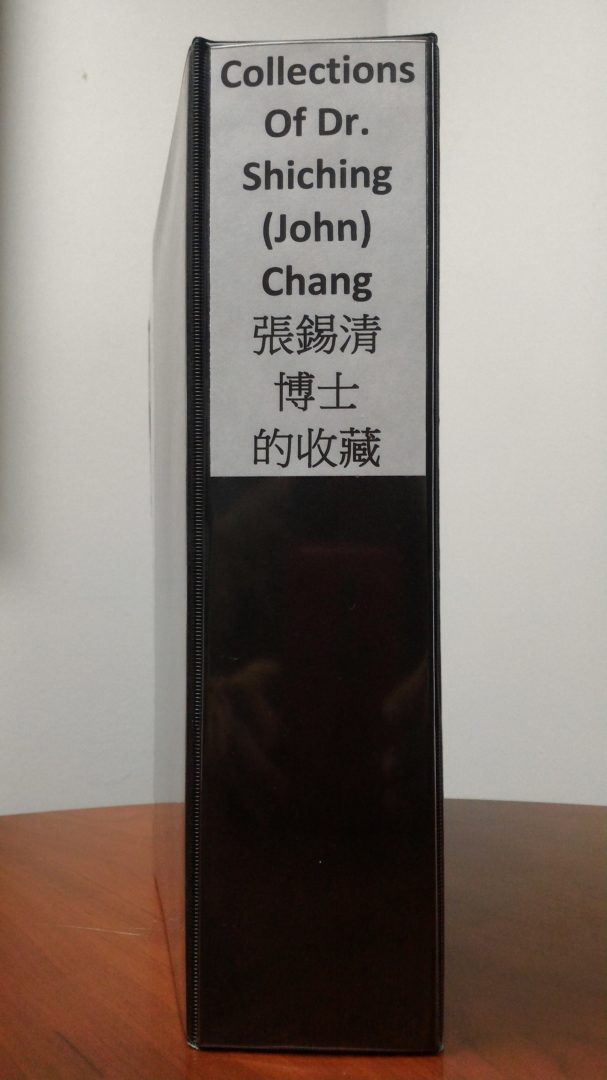 Collections
Of Dr.
Shiching
(John)
Chang
張錫清
博士
的收藏